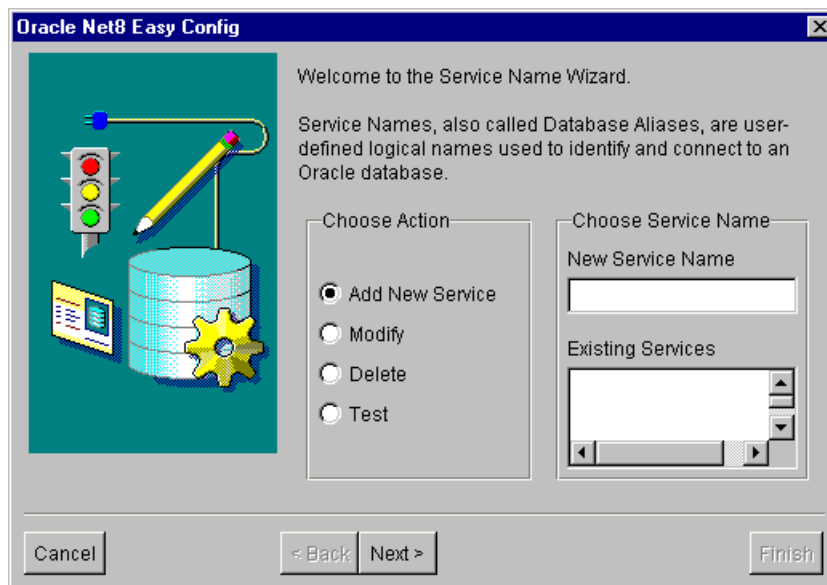 Oracle Net8 Easy Config
Welcome to the Service Name Wizard.
Service Names, also called Database Aliases, are user-
defined logical names used to identify and connect to an
Oracle database.
Choose Action
Add New Service
Modify
Delete
Test
Choose Service Name
New Service Name
Existing Services
Cancel
< Back
Next >
Finish